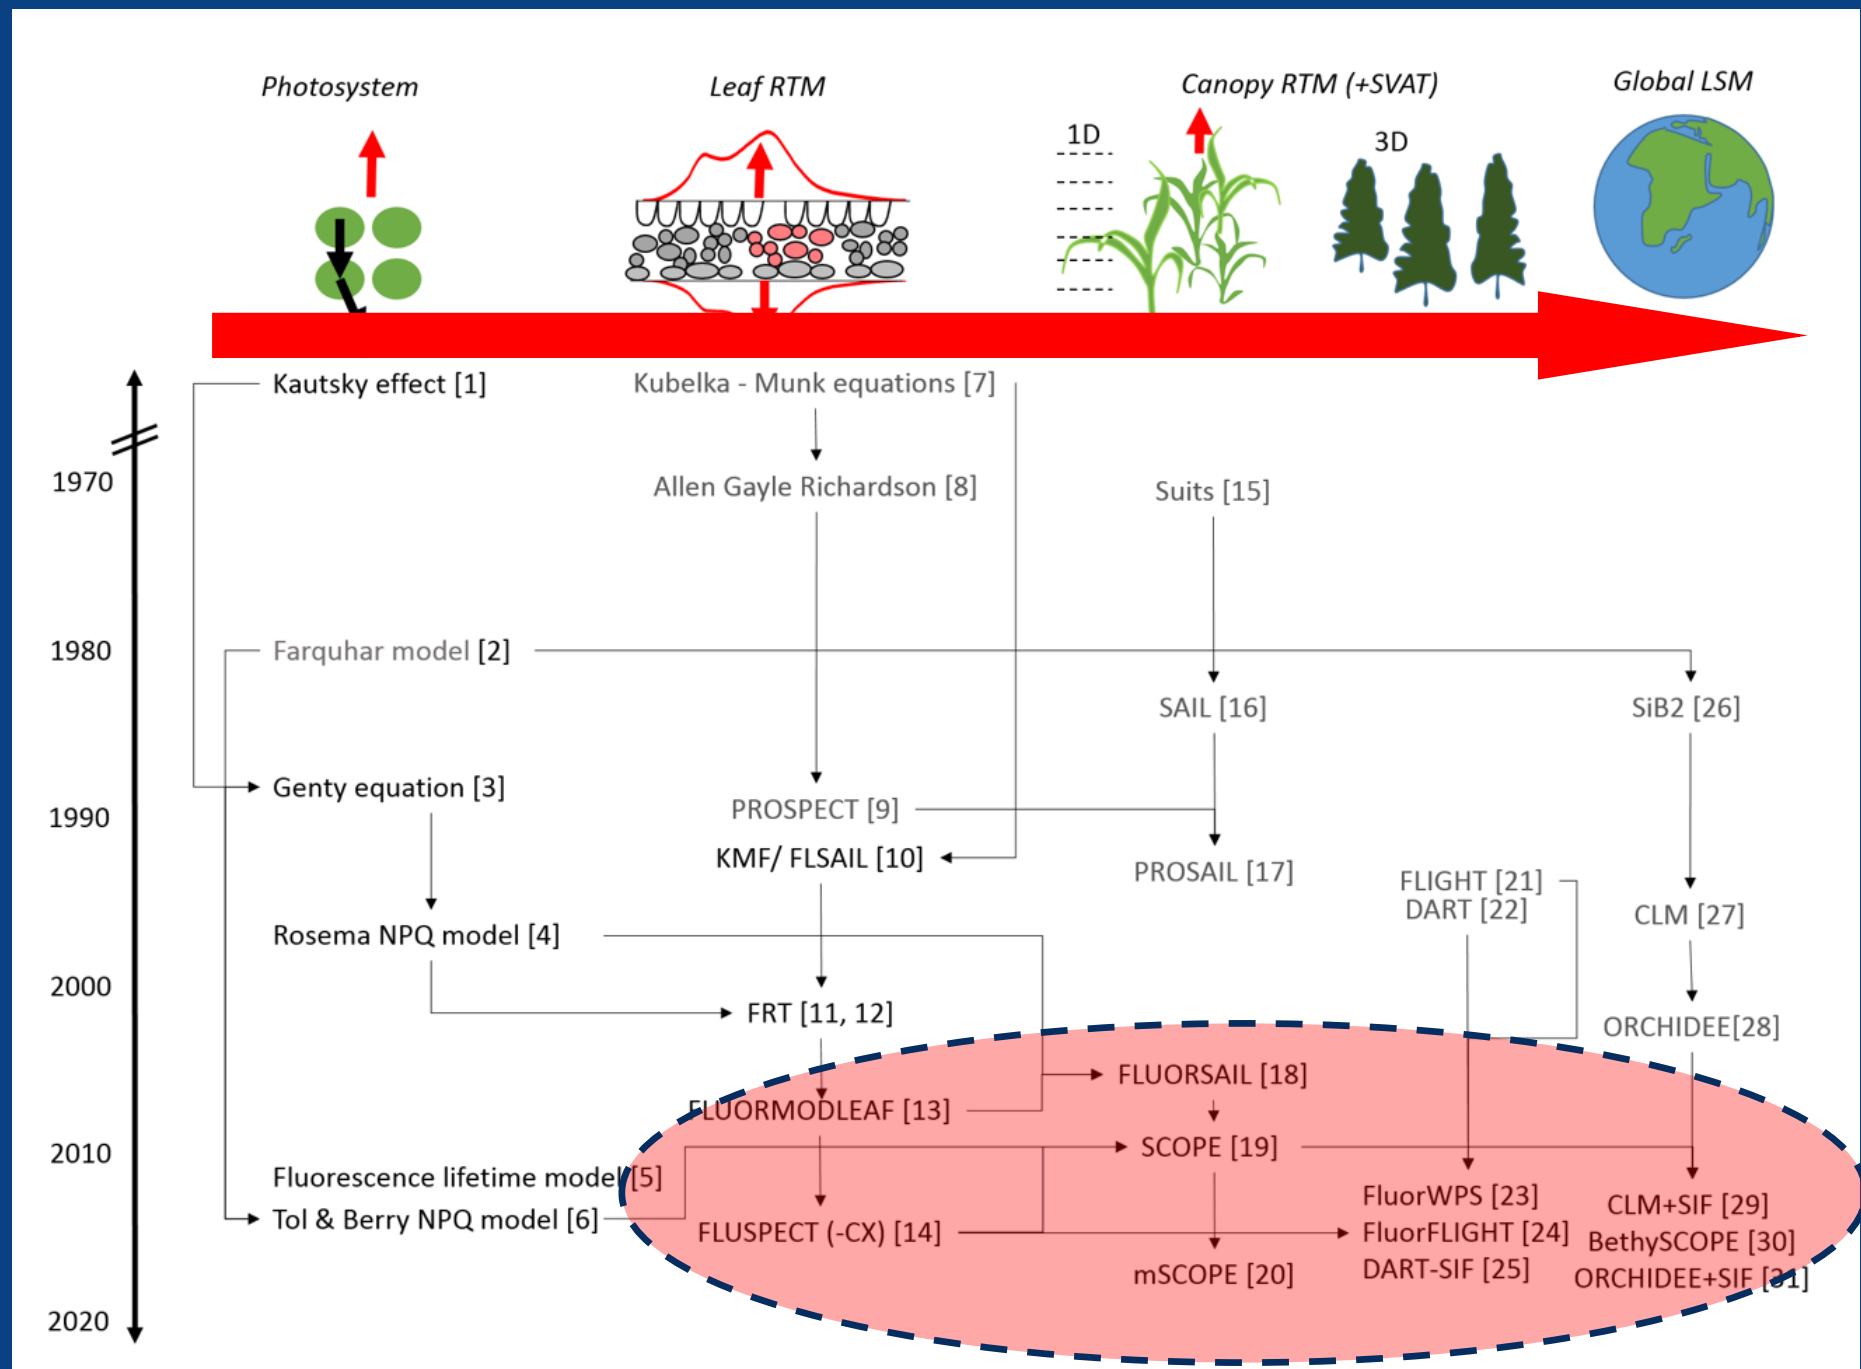 Photosystem
Leaf RTM
Canopy RTM (+SVAT)
Global LSM
1D
3D
Kautsky effect [1]
Kubelka - Munk equations [7]
1970
Allen Gayle Richardson [8]
Suits [15]
1980
Farquhar model [2]
SAIL [16]
SiB2 [26]
Genty equation [3]
1990
PROSPECT [9]
KMF/ FLSAIL [10]
PROSAIL [17]
FLIGHT [21]
DART [22]
CLM [27]
Rosema NPQ model [4]
2000
FRT [11, 12]
ORCHIDEE[28]
FLUORSAIL [18]
FLUORMODLEAF [13]
2010
SCOPE [19]
Fluorescence lifetime model [5]
Tol & Berry NPQ model [6]
FLUSPECT (-CX) [14]
mSCOPE [20]
FluorWPS [23]
FluorFLIGHT [24]
DART-SIF [25]
CLM+SIF [29]
BethySCOPE [30]
ORCHIDEE+SIF [31]
2020